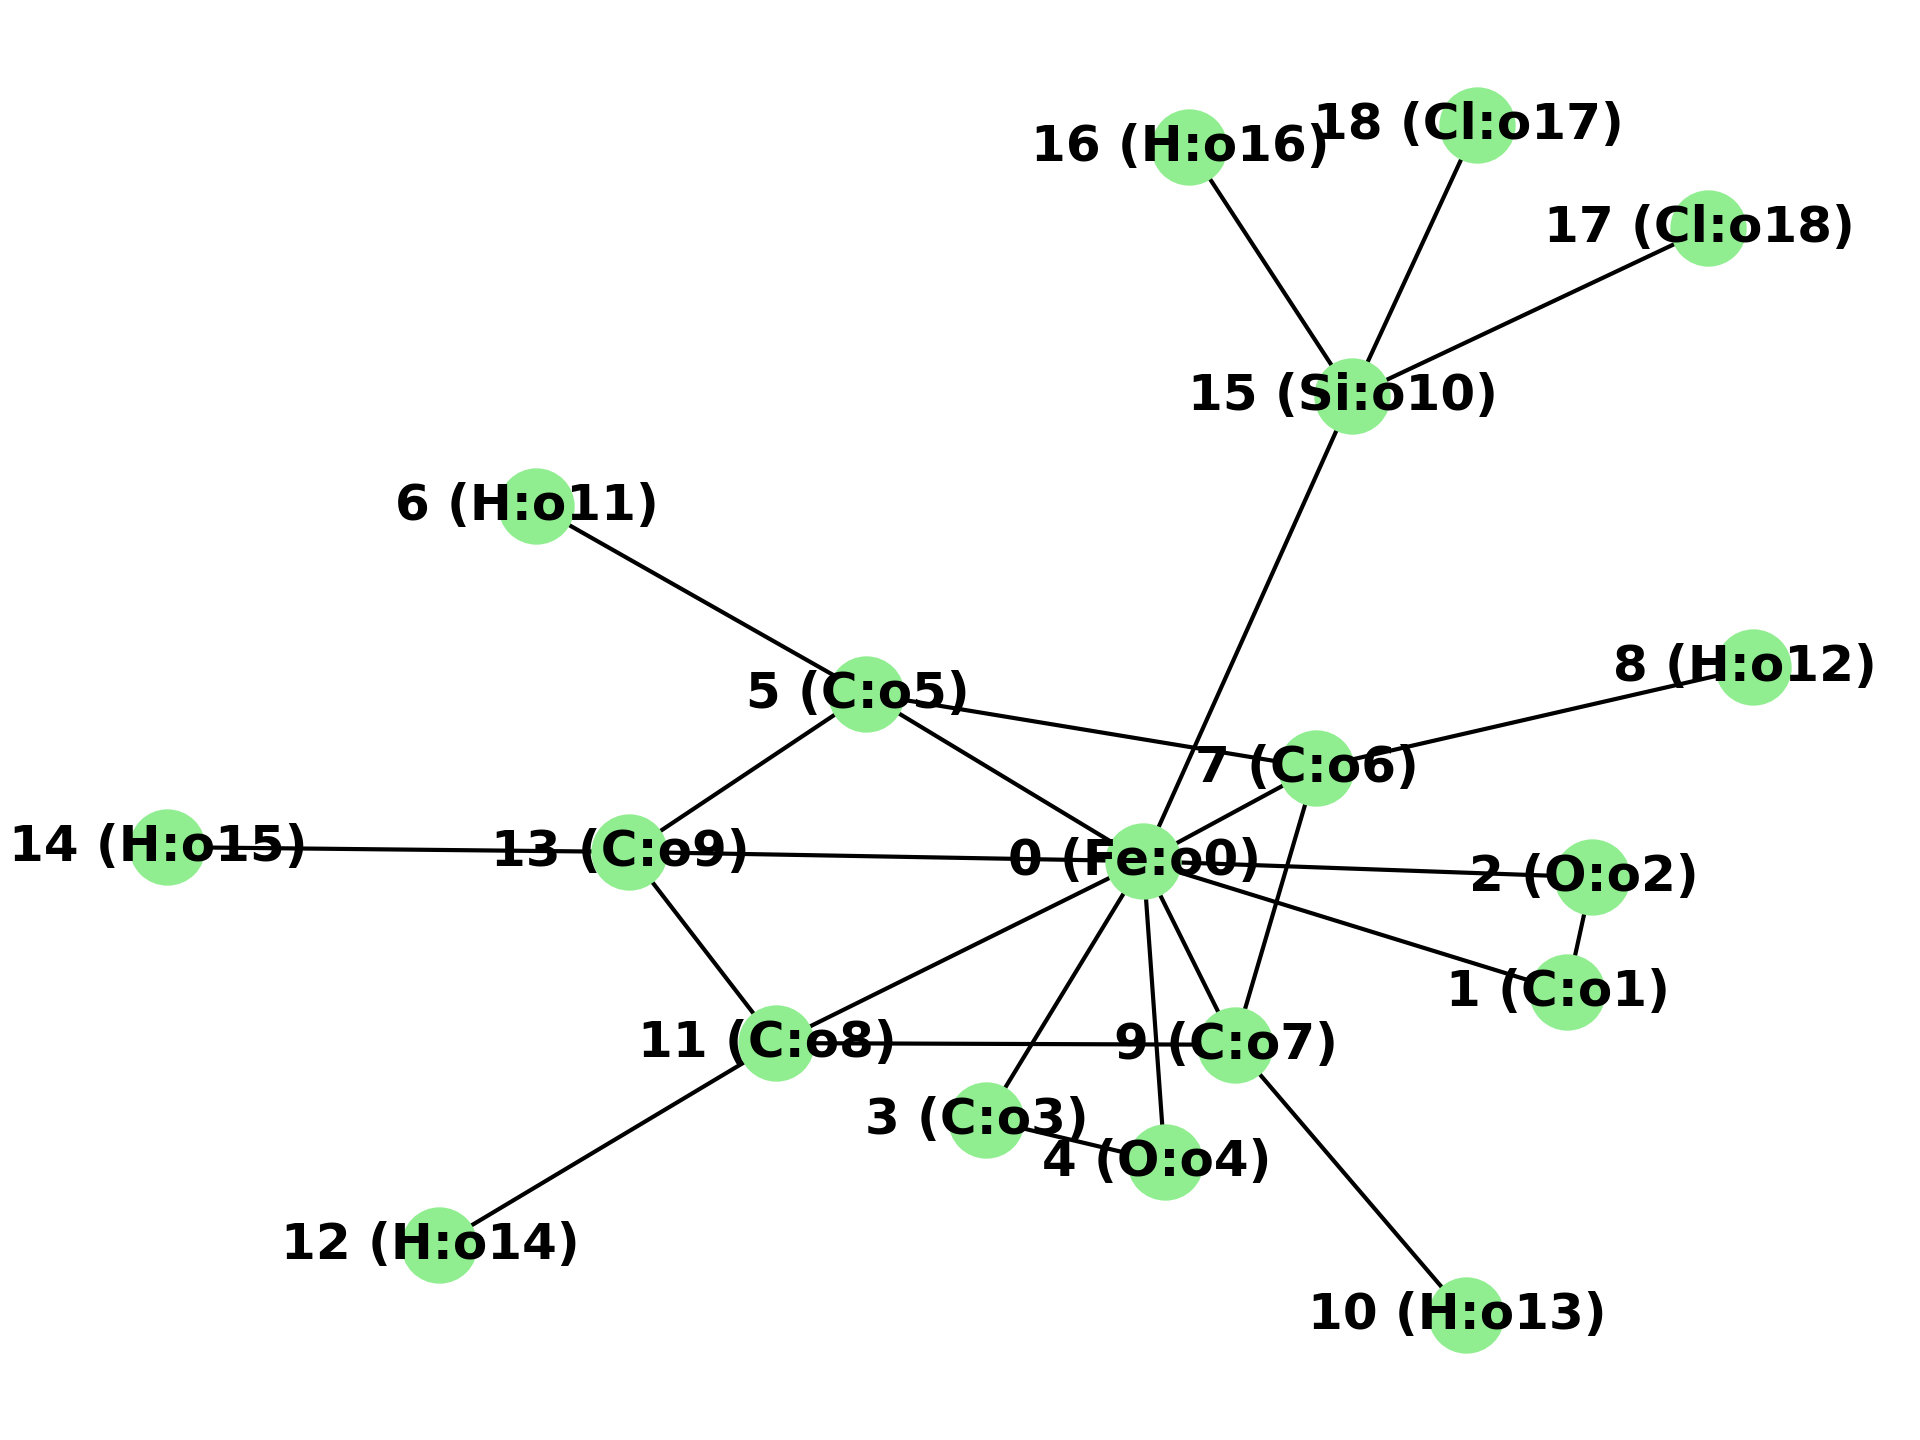 18 (Cl:o17)
16 (H:o16)
17 (Cl:o18)
15 (Si:o10)
6 (H:o11)
8 (H:o12)
5 (C:o5)
7 (C:o6)
14 (H:o15)
13 (C:o9)
0 (Fe:o0)
2 (O:o2)
1 (C:o1)
11 (C:o8)
9 (C:o7)
3 (C:o3)
4 (O:o4)
12 (H:o14)
10 (H:o13)